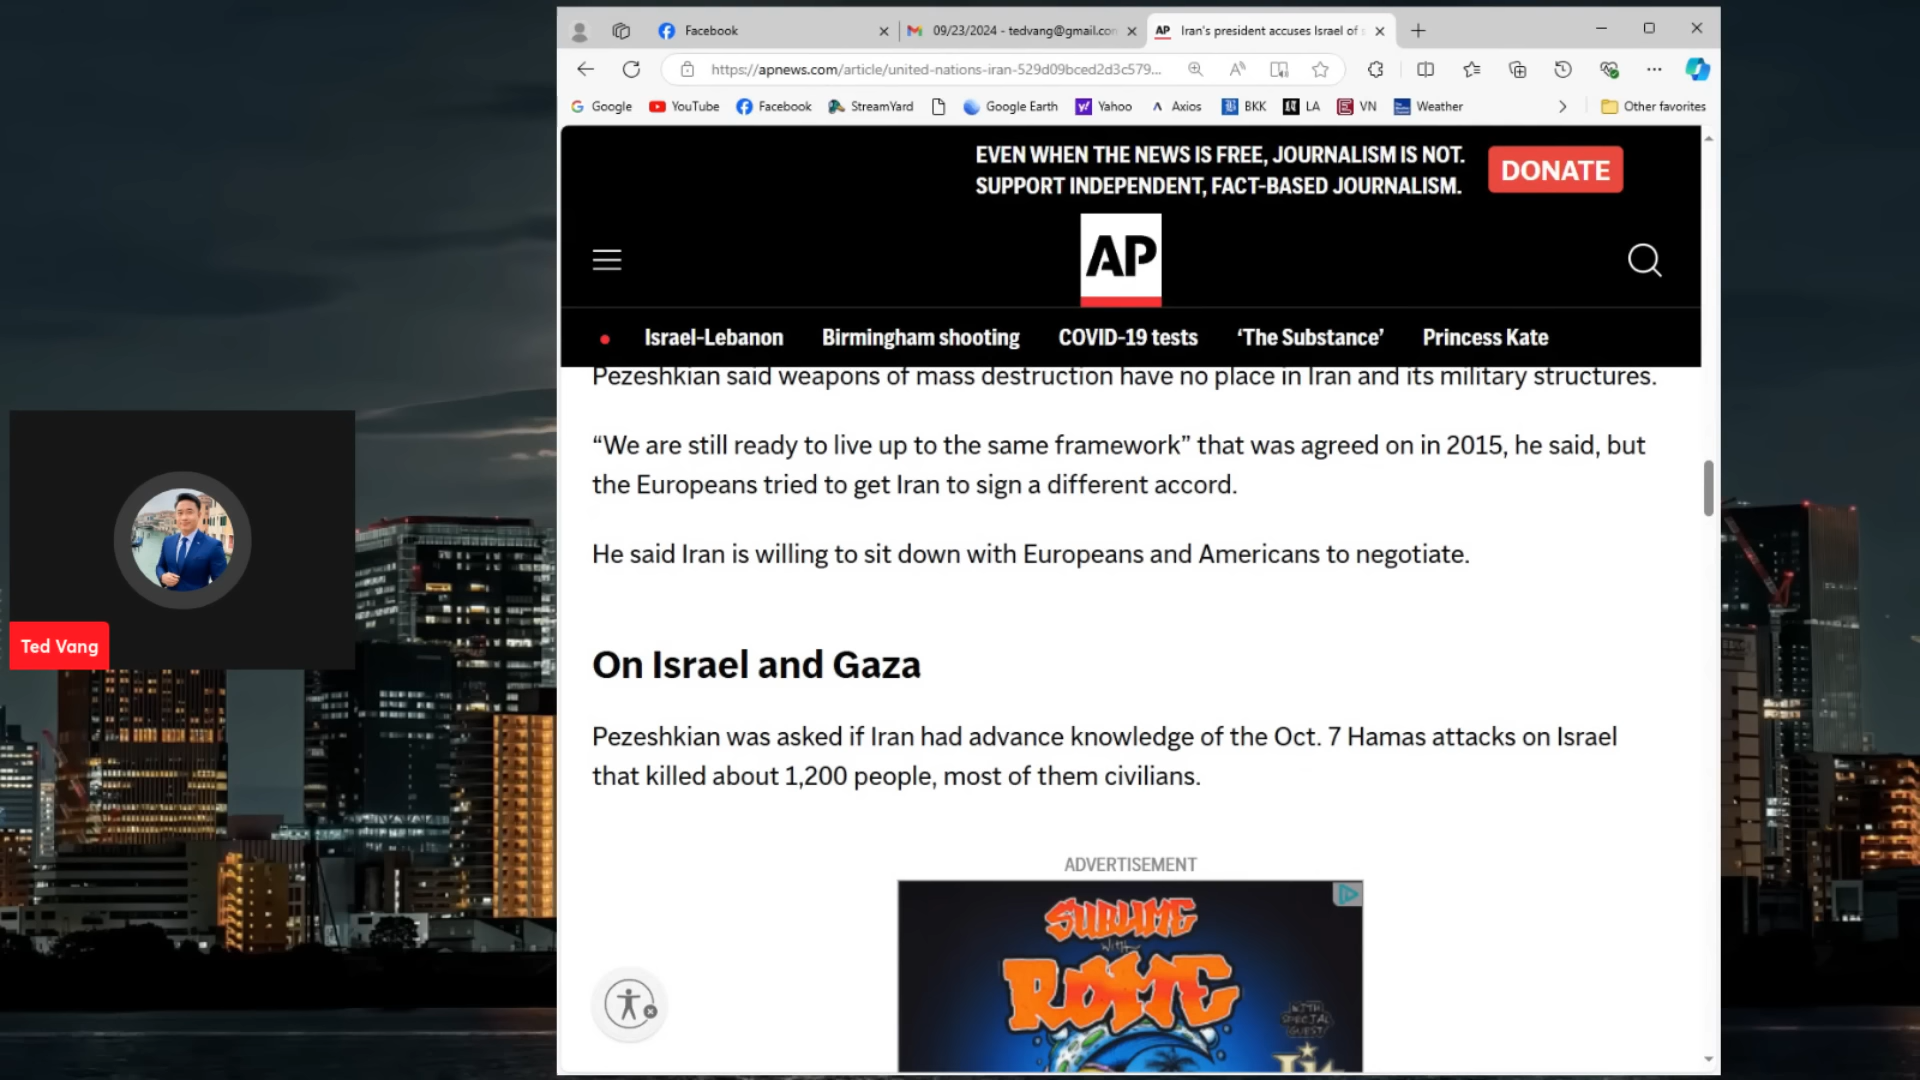 Facebook
09/23/2024 - tedvang@gmail.con
AP Iran's president accuses Israel of
https://apnews.com/article/united-nations-iran-529d09bced2d3c579...
Google YouTube Facebook StreamYard Google Earth Yahoo Axios BKK LA VN Weather Other favorites
EVEN WHEN THE NEWS IS FREE, JOURNALISM IS NOT.
SUPPORT INDEPENDENT, FACT-BASED JOURNALISM.
DONATE
AP
Israel-Lebanon Birmingham shooting COVID-19 tests ‘The Substance’ Princess Kate
Pezeshkian said weapons of mass destruction have no place in Iran and its military structures.
“We are still ready to live up to the same framework” that was agreed on in 2015, he said, but
the Europeans tried to get Iran to sign a different accord.
He said Iran is willing to sit down with Europeans and Americans to negotiate.
On Israel and Gaza
Pezeshkian was asked if Iran had advance knowledge of the Oct. 7 Hamas attacks on Israel
that killed about 1,200 people, most of them civilians.
ADVERTISEMENT
SUBLIME
with
ROME
WITH
SPECIAL
GUEST
Ted Vang